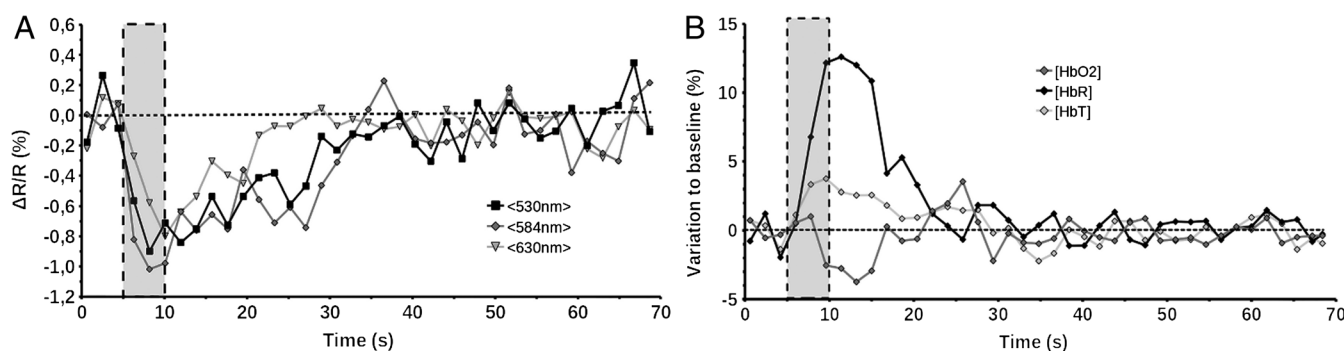 A
ΔR/R (%)
0,6
0,4
0,2
0,0
-0,2
-0,4
-0,6
-0,8
-1,0
-1,2
0
10
20
30
40
50
60
70
Time (s)
<530nm>
<584nm>
<630nm>
B
Variation to baseline (%)
15
10
5
0
-5
0
10
20
30
40
50
60
70
Time (s)
[HbO2]
[HbR]
[HbT]